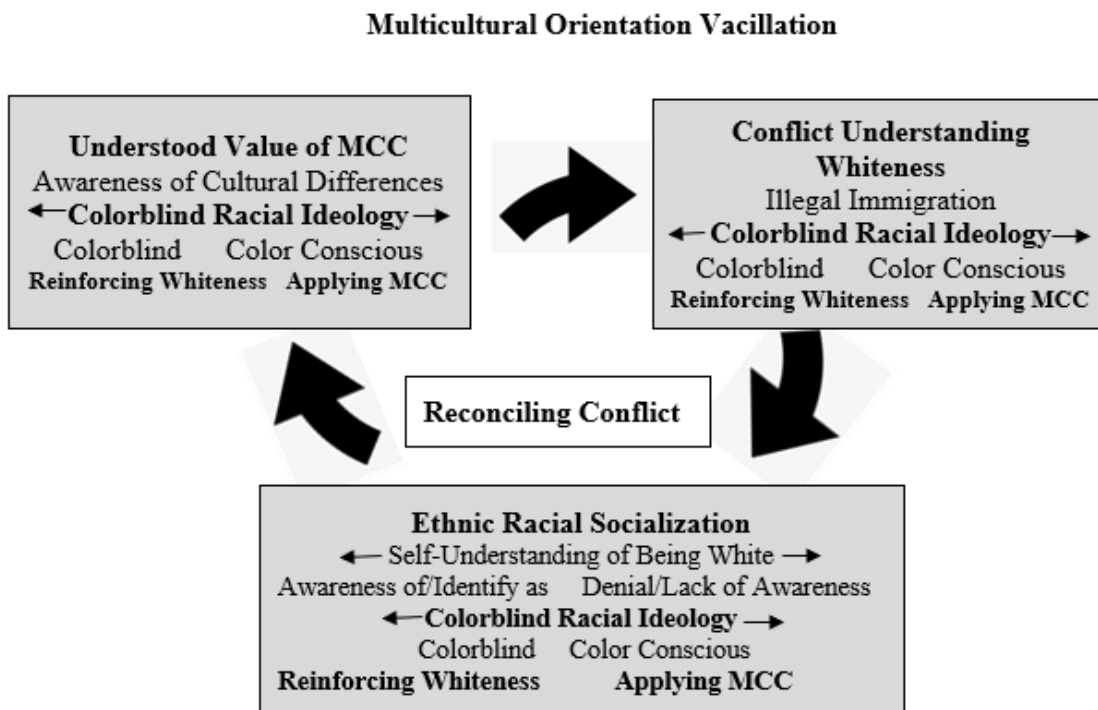 Multicultural Orientation Vacillation
Understood Value of MCC
Awareness of Cultural Differences
Colorblind Racial Ideology
Colorblind Color Conscious
Reinforcing Whiteness Applying MCC
Conflict Understanding
Whiteness
Illegal Immigration
Colorblind Racial Ideology
Colorblind Color Conscious
Reinforcing Whiteness Applying MCC
Reconciling Conflict
Ethnic Racial Socialization
Self-Understanding of Being White
Awareness of/Identify as Denial/Lack of Awareness
Colorblind Racial Ideology
Colorblind Color Conscious
Reinforcing Whiteness Applying MCC